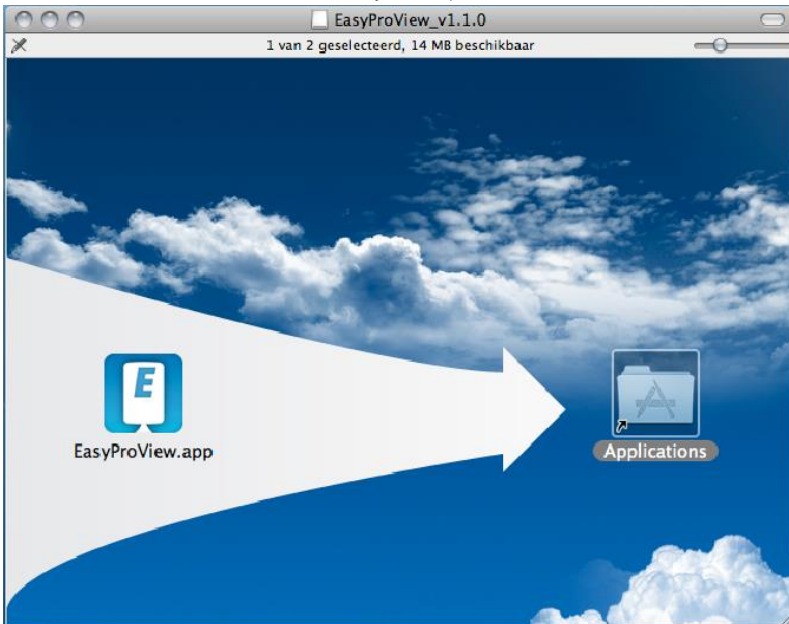 EasyProView_v1.1.0
1 van 2 geselecteerd, 14 MB beschikbaar
E
EasyProView.app
Applications